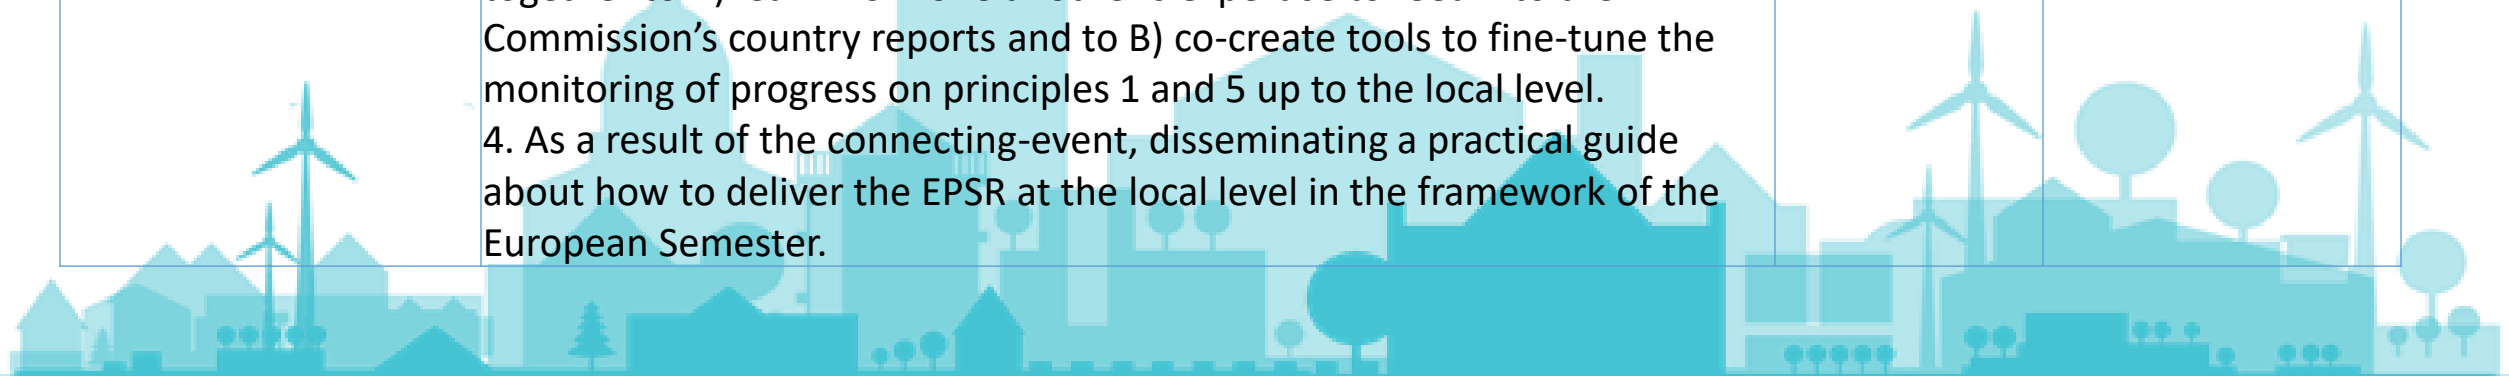 Commission’s country reports and to B) co-create tools to fine-tune the
monitoring of progress on principles 1 and 5 up to the local level.
4. As a result of the connecting-event, disseminating a practical guide
about how to deliver the EPSR at the local level in the framework of the
European Semester.